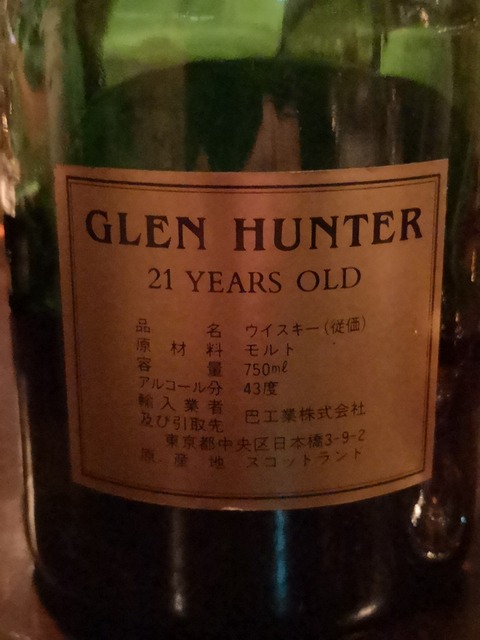 GLEN HUNTER
21 YEARS OLD
品名 ウイスキー(従価)
原材料 モルト
容量 750ml
アルコール分 43度
輸入業者
及び引取先 巴工業株式会社
東京都中央区日本橋3-9-2
原産地 スコットランド